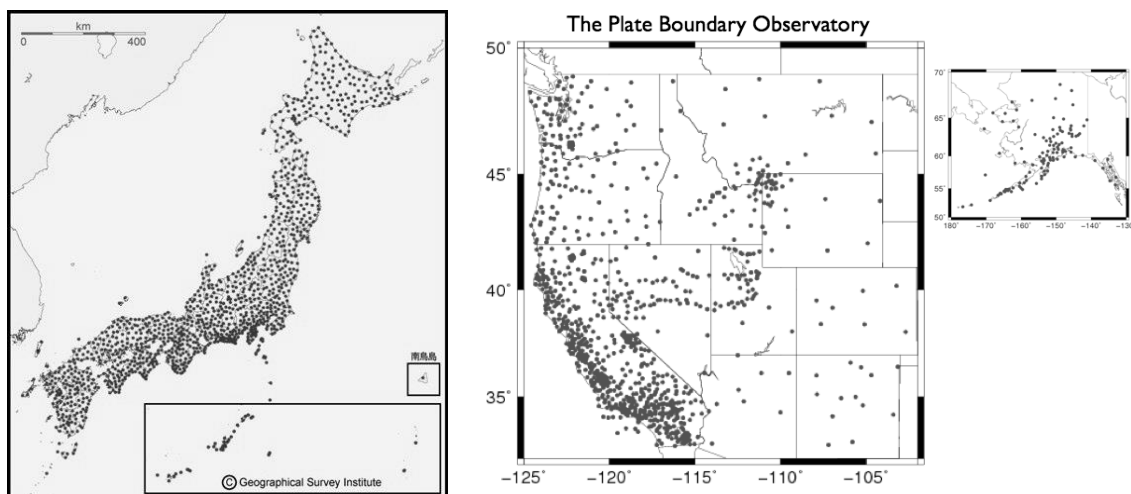 km
0 400
南鳥島
© Geographical Survey Institute
The Plate Boundary Observatory
50˚
45˚
40˚
35˚
−125˚ −120˚ −115˚ −110˚ −105˚
70˚
65˚
60˚
55˚
50˚
180˚ −170˚ −160˚ −150˚ −140˚ −130